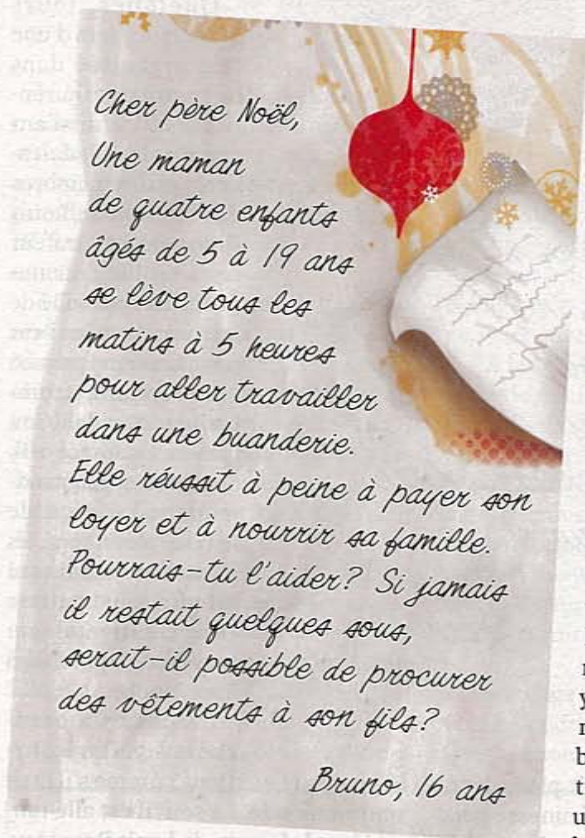 Cher père Noël,
Une maman
de quatre enfants
âgés de 5 à 19 ans
se lève tous les
matins à 5 heures
pour aller travailler
dans une buanderie.
Elle réussit à peine à payer son
loyer et à nourrir sa famille.
Pourrais-tu l'aider? Si jamais
il restait quelques sous,
serait-il possible de procurer
des vêtements à son fils?
Bruno, 16 ans